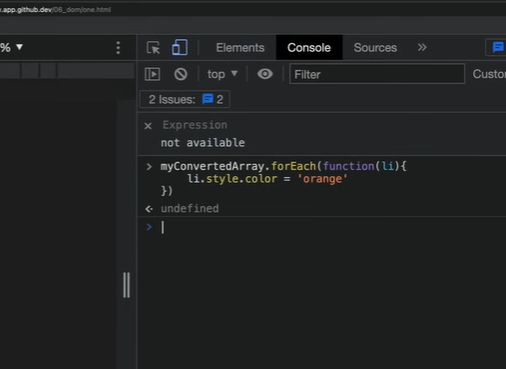 .app.github.dev/06_dom/one.html
% ▼
Elements Console Sources »
top ▼ Filter Custo
2 Issues: 2
Expression
not available
myConvertedArray.forEach(function(li){
li.style.color = 'orange'
})
undefined